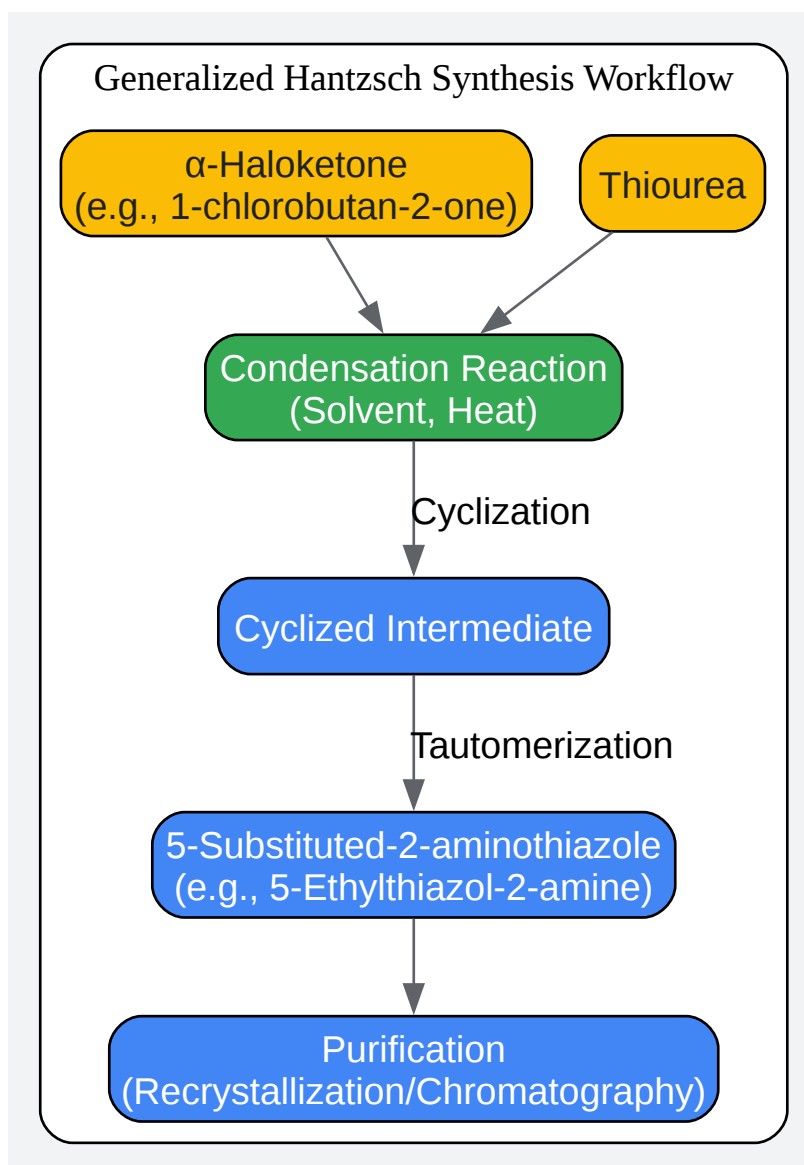 Generalized Hantzsch Synthesis Workflow
α-Haloketone
(e.g., 1-chlorobutan-2-one)
Thiourea
Condensation Reaction
(Solvent, Heat)
Cyclization
Cyclized Intermediate
Tautomerization
5-Substituted-2-aminothiazole
(e.g., 5-Ethylthiazol-2-amine)
Purification
(Recrystallization/Chromatography)